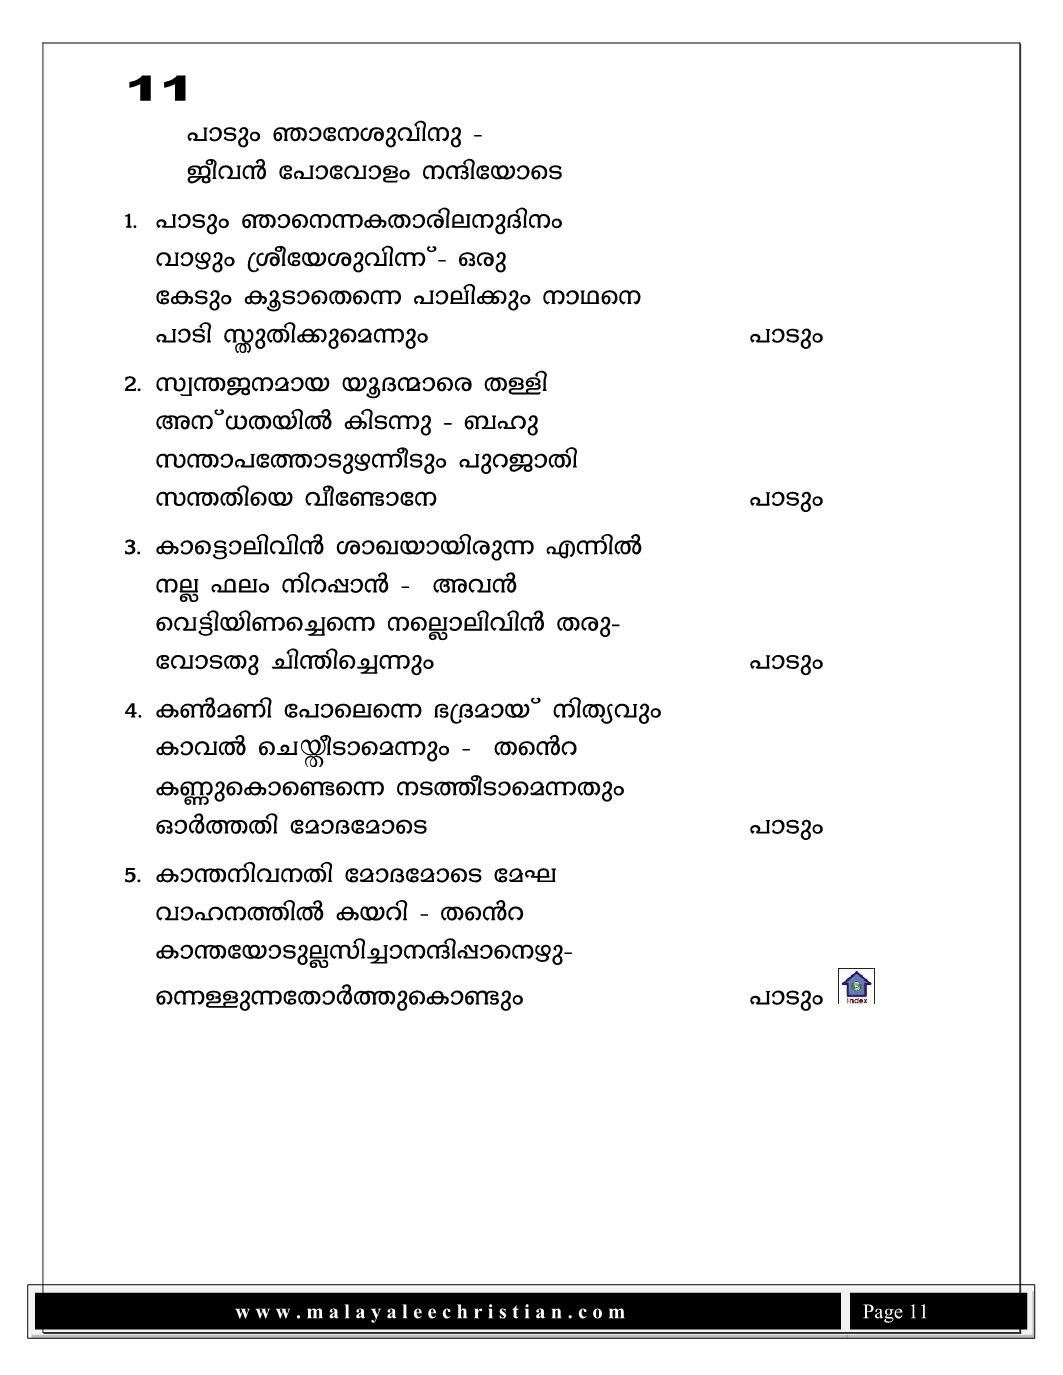 11
പാടും ഞാനേശുവിനു -
ജീവൻ പോവോളം നന്ദിയോടെ
1. പാടും ഞാനെന്നകതാരിലനുദിനം
വാഴും ശ്രീയേശുവിന്ന് - ഒരു
കേടും കൂടാതെന്നെ പാലിക്കും നാഥനെ
പാടി സ്തുതിക്കുമെന്നും പാടും
2. സ്വന്തജനമായ യൂദന്മാരെ തള്ളി
അന്ധതയിൽ കിടന്നു - ബഹു
സന്താപത്തോടുഴന്നീടും പുറജാതി
സന്തതിയെ വീണ്ടോനേ പാടും
3. കാട്ടൊലിവിൻ ശാഖയായിരുന്ന എന്നിൽ
നല്ല ഫലം നിറപ്പാൻ - അവൻ
വെട്ടിയിണച്ചെന്നെ നല്ലൊലിവിൻ തരു-
വോടതു ചിന്തിച്ചെന്നും പാടും
4. കൺമണി പോലെന്നെ ഭദ്രമായ് നിത്യവും
കാവൽ ചെയ്തീടാമെന്നും - തൻെറ
കണ്ണുകൊണ്ടെന്നെ നടത്തീടാമെന്നതും
ഓർത്തതി മോദമോടെ പാടും
5. കാന്തനിവനതി മോദമോടെ മേഘ
വാഹനത്തിൽ കയറി - തൻെറ
കാന്തയോടുല്ലസിച്ചാനന്ദിപ്പാനെഴു-
ന്നെള്ളുന്നതോർത്തുകൊണ്ടും പാടും
Index
www.malayaleechristian.com Page 11